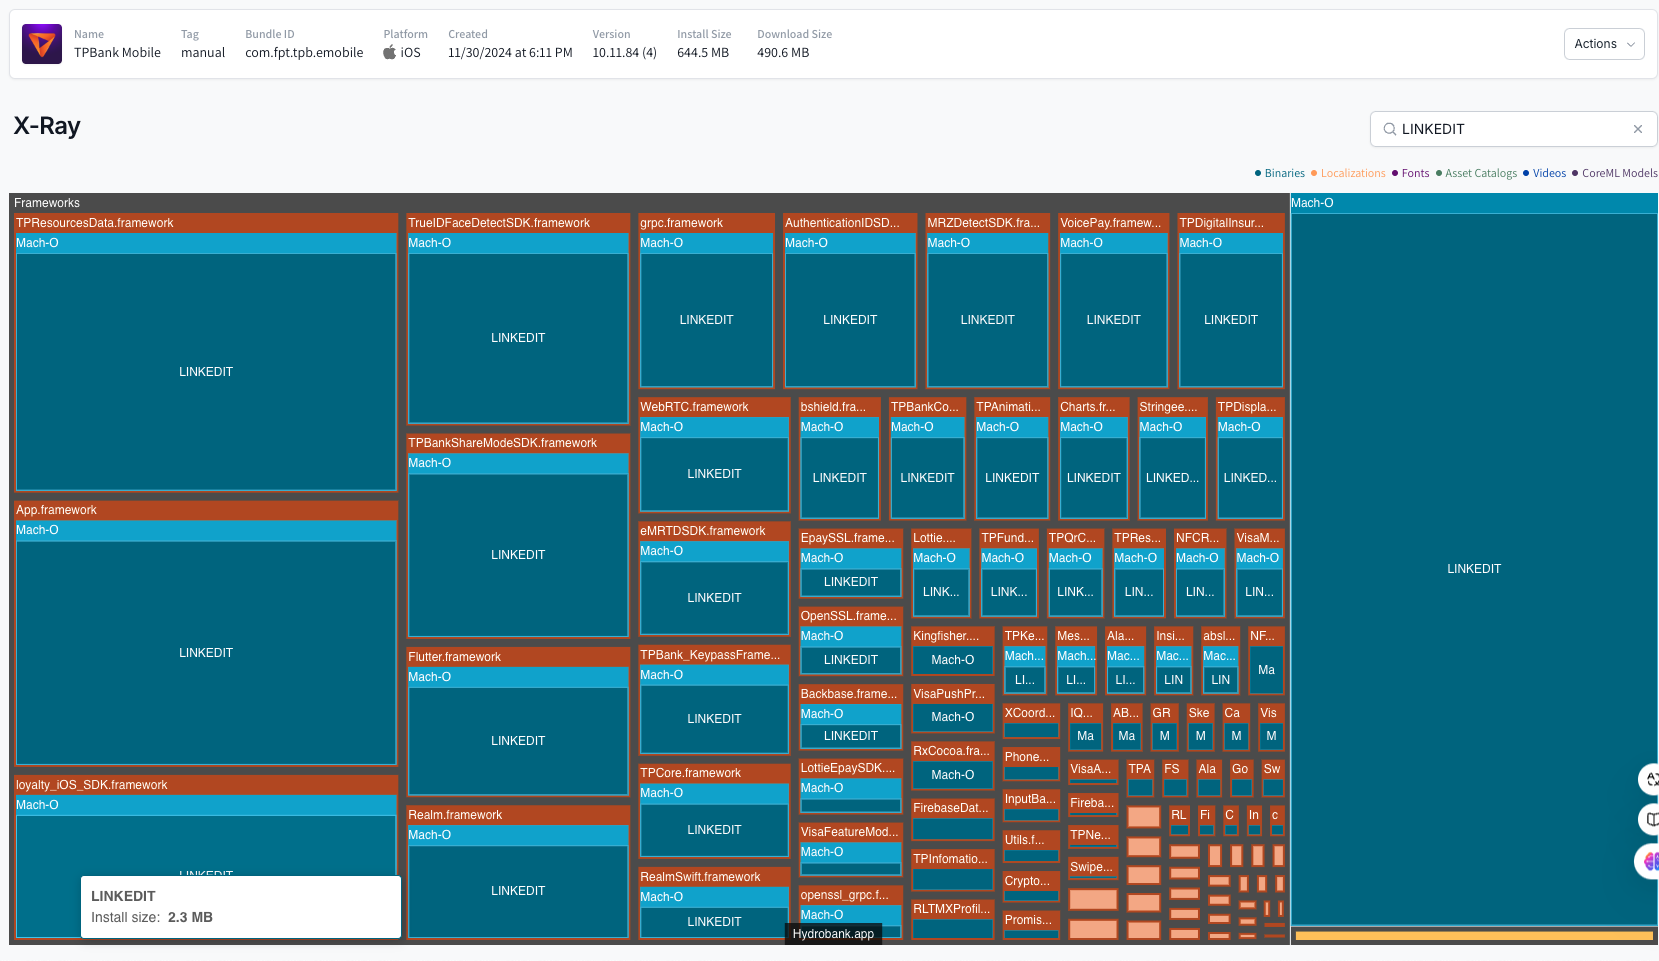 Name
TPBank Mobile
Tag
manual
Bundle ID
com.fpt.tpb.emobile
Platform
iOS
Created
11/30/2024 at 6:11 PM
Version
10.11.84 (4)
Install Size
644.5 MB
Download Size
490.6 MB
Actions
X-Ray
LINKEDIT
Binaries
Localizations
Fonts
Asset Catalogs
Videos
CoreML Models
Frameworks
TPResourcesData.framework
Mach-O
LINKEDIT
App.framework
Mach-O
LINKEDIT
loyalty_iOS_SDK.framework
Mach-O
LINKEDIT
LINKEDIT
Install size: 2.3 MB
TrueIDFaceDetectSDK.framework
Mach-O
LINKEDIT
TPBankShareModeSDK.framework
Mach-O
LINKEDIT
Flutter.framework
Mach-O
LINKEDIT
Realm.framework
Mach-O
LINKEDIT
grpc.framework
Mach-O
LINKEDIT
AuthenticationIDSD...
Mach-O
LINKEDIT
MRZDetectSDK.fra...
Mach-O
LINKEDIT
VoicePay.framew...
Mach-O
LINKEDIT
TPDigitalInsur...
Mach-O
LINKEDIT
WebRTC.framework
Mach-O
LINKEDIT
eMRTDSDK.framework
Mach-O
LINKEDIT
TPBank_KeypassFrame...
Mach-O
LINKEDIT
TPCore.framework
Mach-O
LINKEDIT
RealmSwift.framework
Mach-O
LINKEDIT
bshield.fra...
Mach-O
LINKEDIT
TPBankCo...
Mach-O
LINKEDIT
TPAnimati...
Mach-O
LINKEDIT
Charts.fr...
Mach-O
LINKEDIT
Stringee....
Mach-O
LINKED...
TPDispla...
Mach-O
LINKED...
EpaySSL.frame...
Mach-O
LINKEDIT
OpenSSL.frame...
Mach-O
LINKEDIT
Backbase.frame...
Mach-O
LINKEDIT
LottieEpaySDK....
Mach-O
VisaFeatureMod...
Mach-O
openssl_grpc.f...
Mach-O
Hydrobank.app
Lottie....
Mach-O
LINK...
TPFund...
Mach-O
LINK...
TPQrC...
Mach-O
LINK...
TPRes...
Mach-O
LIN...
NFCR...
Mach-O
LIN...
VisaM...
Mach-O
LIN...
Kingfisher....
Mach-O
VisaPushPr...
Mach-O
RxCocoa.fra...
Mach-O
FirebaseDat...
TPInfomatio...
RLTMXProfil...
TPKe...
Mach...
LI...
Mes...
Mach...
LI...
Ala...
Mac...
LI...
Insi...
Mac...
LIN
absl...
Mac...
LIN
NF...
Ma
XCoord...
Phone...
InputBa...
Utils.f...
Crypto...
Promis...
IQ...
Ma
AB...
Ma
GR
M
Ske
M
Ca
M
Vis
M
VisaA...
Fireba...
TPNe...
Swipe...
TPA
FS
Ala
Go
Sw
RL
Fi
C
In
c
Mach-O
LINKEDIT